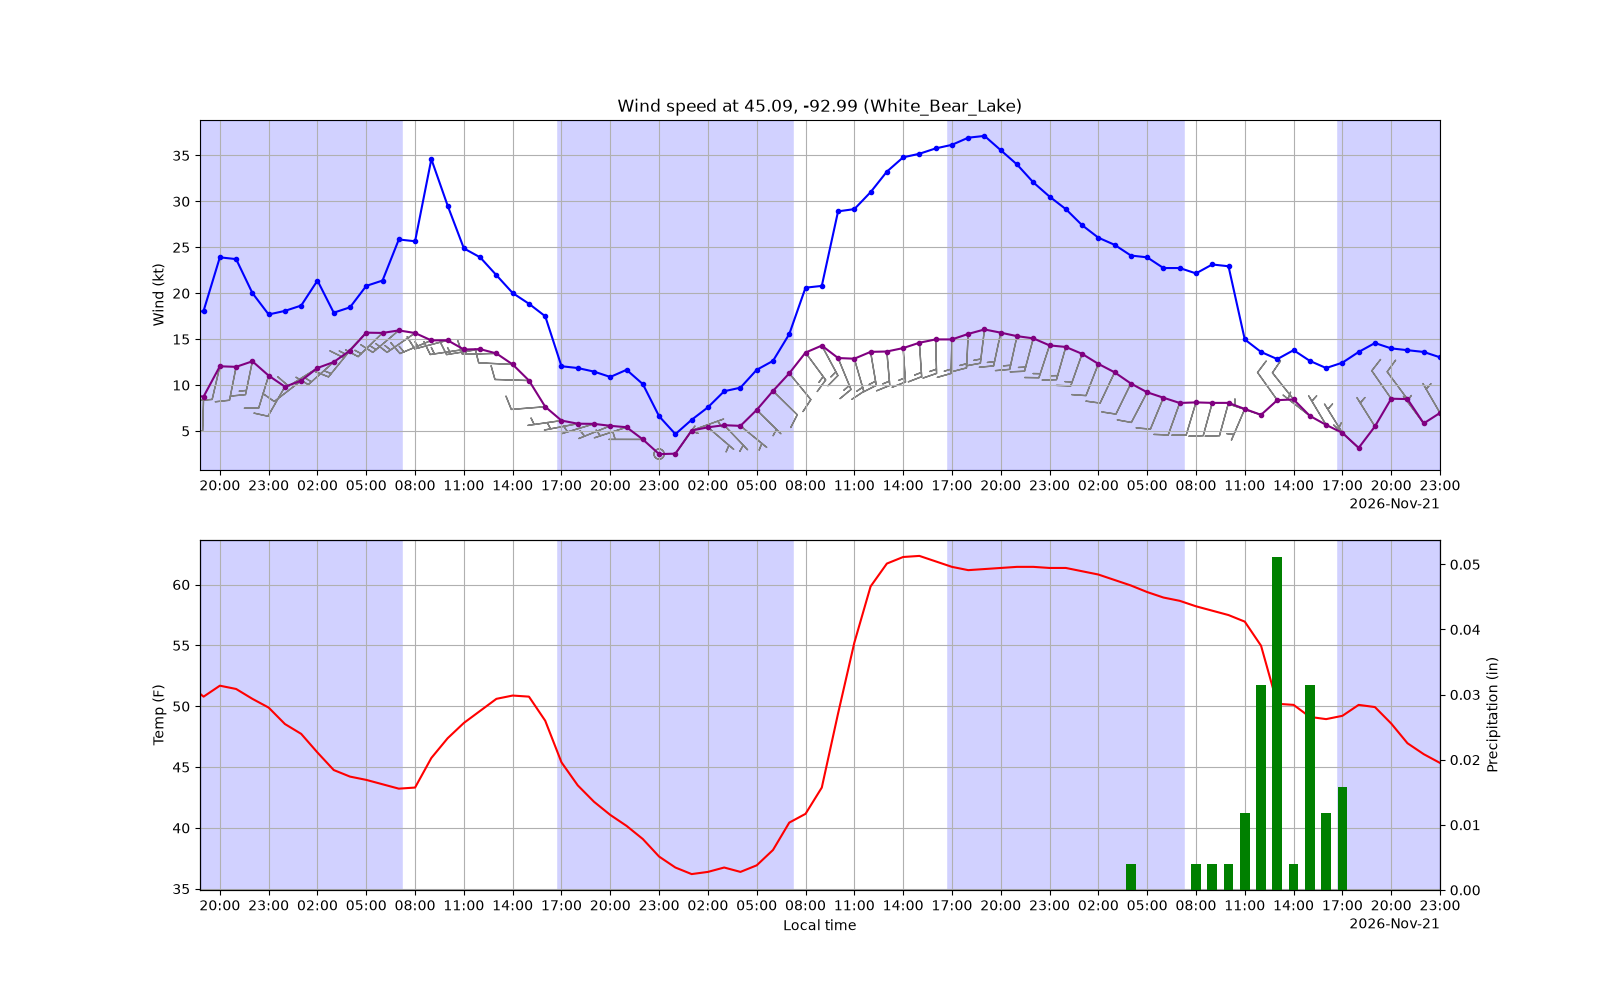 Wind speed at 45.09, -92.99 (White_Bear_Lake)
Wind (kt)
35
30
25
20
15
10
5
20:00 23:00 02:00 05:00 08:00 11:00 14:00 17:00 20:00 23:00 02:00 05:00 08:00 11:00 14:00 17:00 20:00 23:00 02:00 05:00 08:00 11:00 14:00 17:00 20:00 23:00
2026-Nov-21
Temp (F)
60
55
50
45
40
35
0.05
0.04
0.03
0.02
0.01
0.00
Precipitation (in)
20:00 23:00 02:00 05:00 08:00 11:00 14:00 17:00 20:00 23:00 02:00 05:00 08:00 11:00 14:00 17:00 20:00 23:00 02:00 05:00 08:00 11:00 14:00 17:00 20:00 23:00
Local time
2026-Nov-21